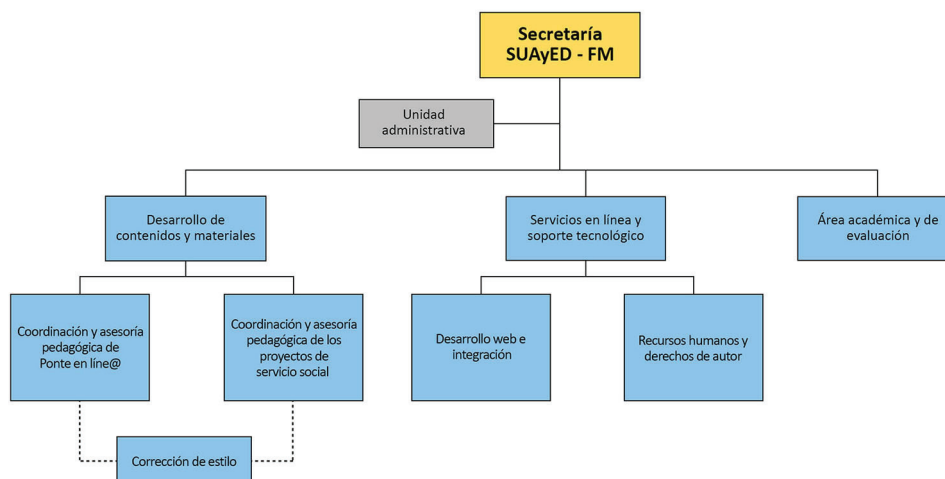 Secretaría
SUAyED - FM
Unidad
administrativa
Desarrollo de
contenidos y materiales
Servicios en línea y
soporte tecnológico
Área académica y de
evaluación
Coordinación y asesoría
pedagógica de
Ponte en líne@
Coordinación y asesoría
pedagógica de los
proyectos de
servicio social
Desarrollo web e
integración
Recursos humanos y
derechos de autor
Corrección de estilo